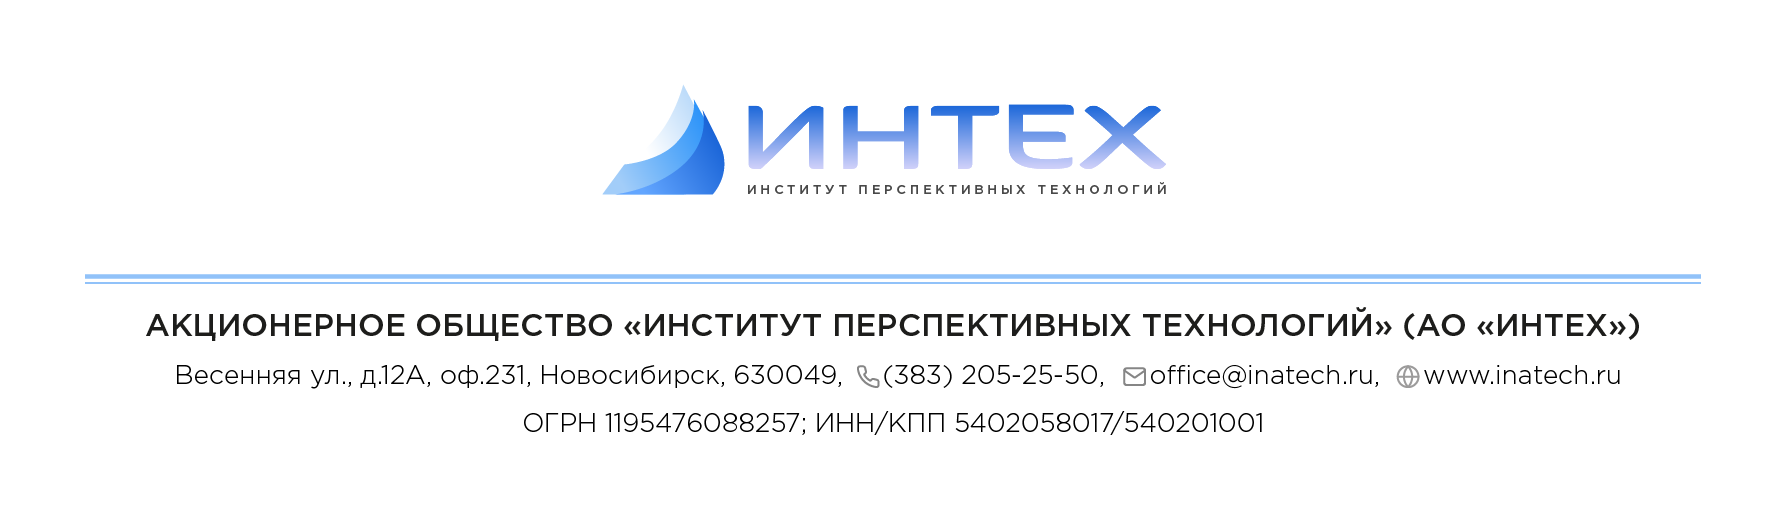 ИНТЕХ
ИНСТИТУТ ПЕРСПЕКТИВНЫХ ТЕХНОЛОГИЙ
АКЦИОНЕРНОЕ ОБЩЕСТВО «ИНСТИТУТ ПЕРСПЕКТИВНЫХ ТЕХНОЛОГИЙ» (АО «ИНТЕХ»)
Весенняя ул., д.12А, оф.231, Новосибирск, 630049, (383) 205-25-50, office@inatech.ru, www.inatech.ru
ОГРН 1195476088257; ИНН/КПП 5402058017/540201001